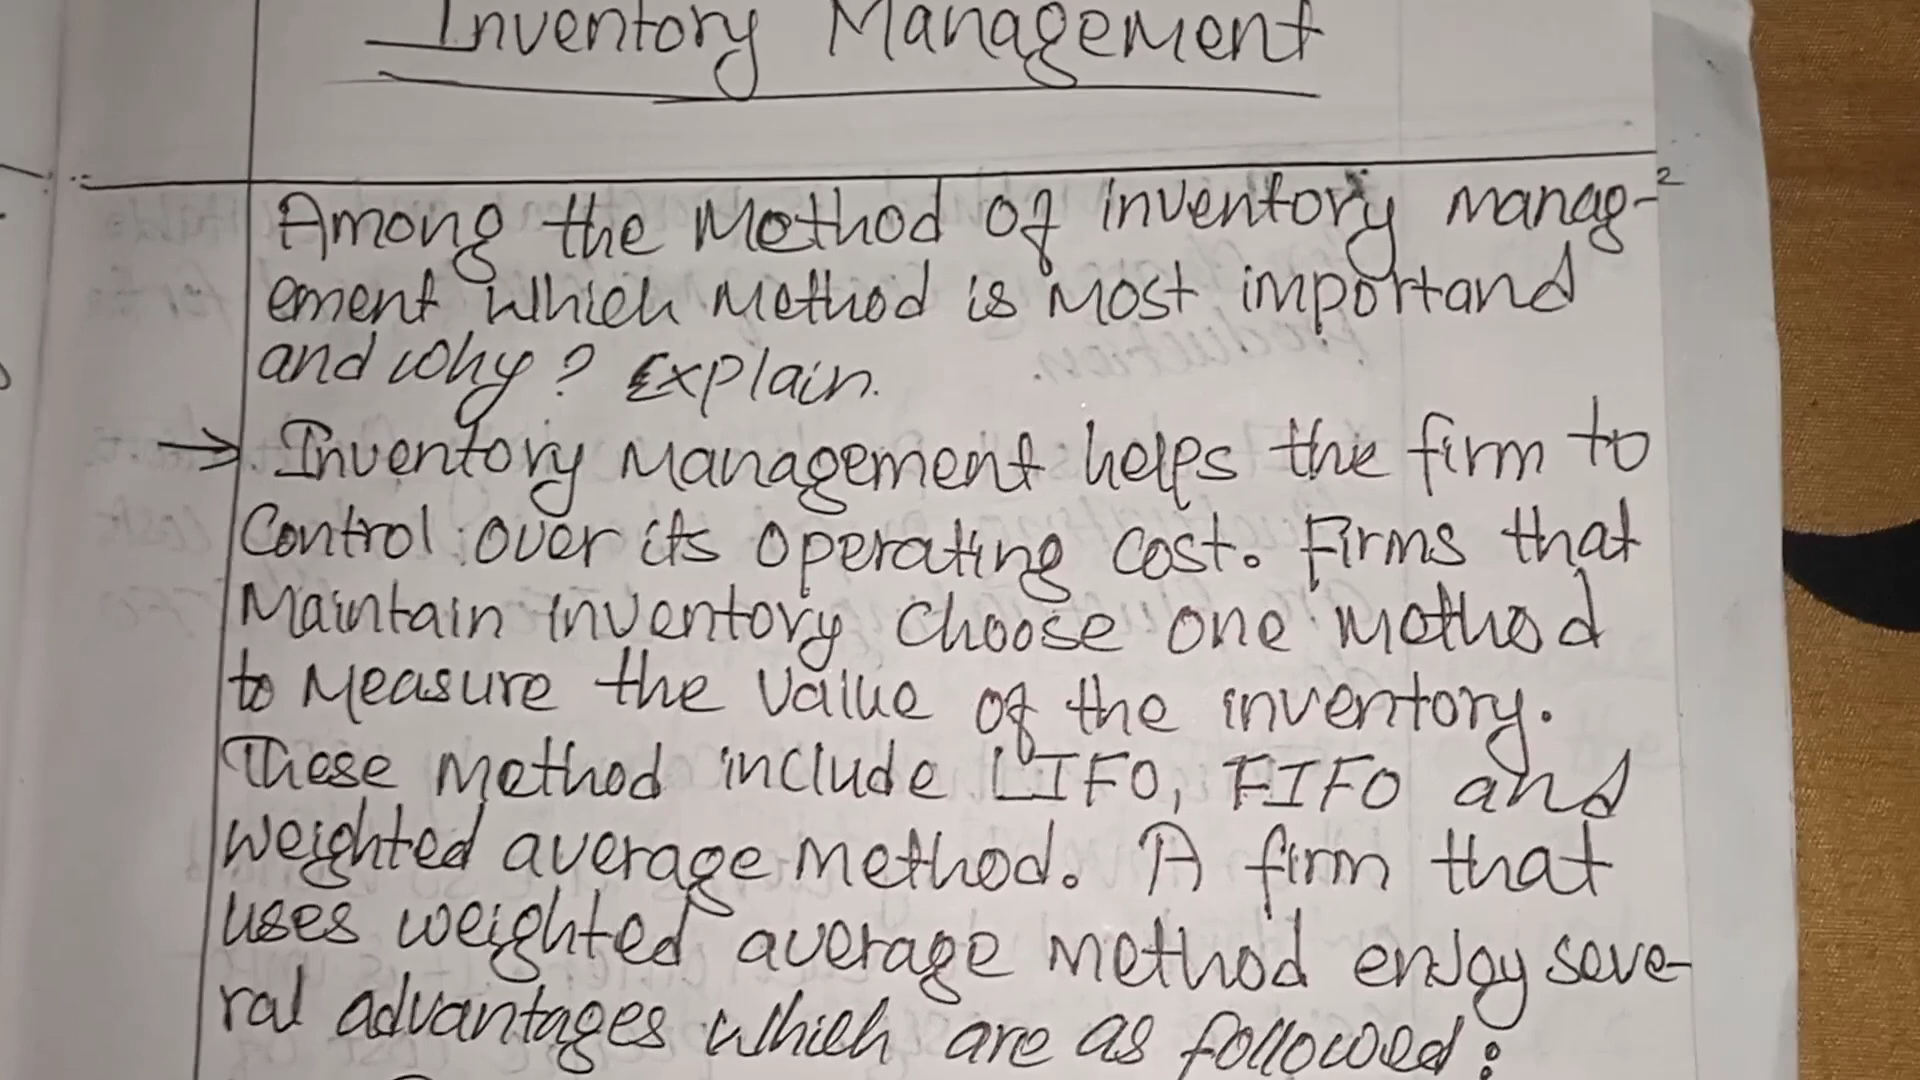 Inventory Management
Among the Method of inventory manag-
ement which Method is Most importand
and why? Explain.
→ Inventory Management helps the firm to
Control over its operating cost. Firms that
Maintain inventory choose one method
to Measure the value of the inventory.
These Method include LIFO, FIFO and
weighted average method. A firm that
uses weighted average Method enjoy seve-
ral advantages which are as followed: